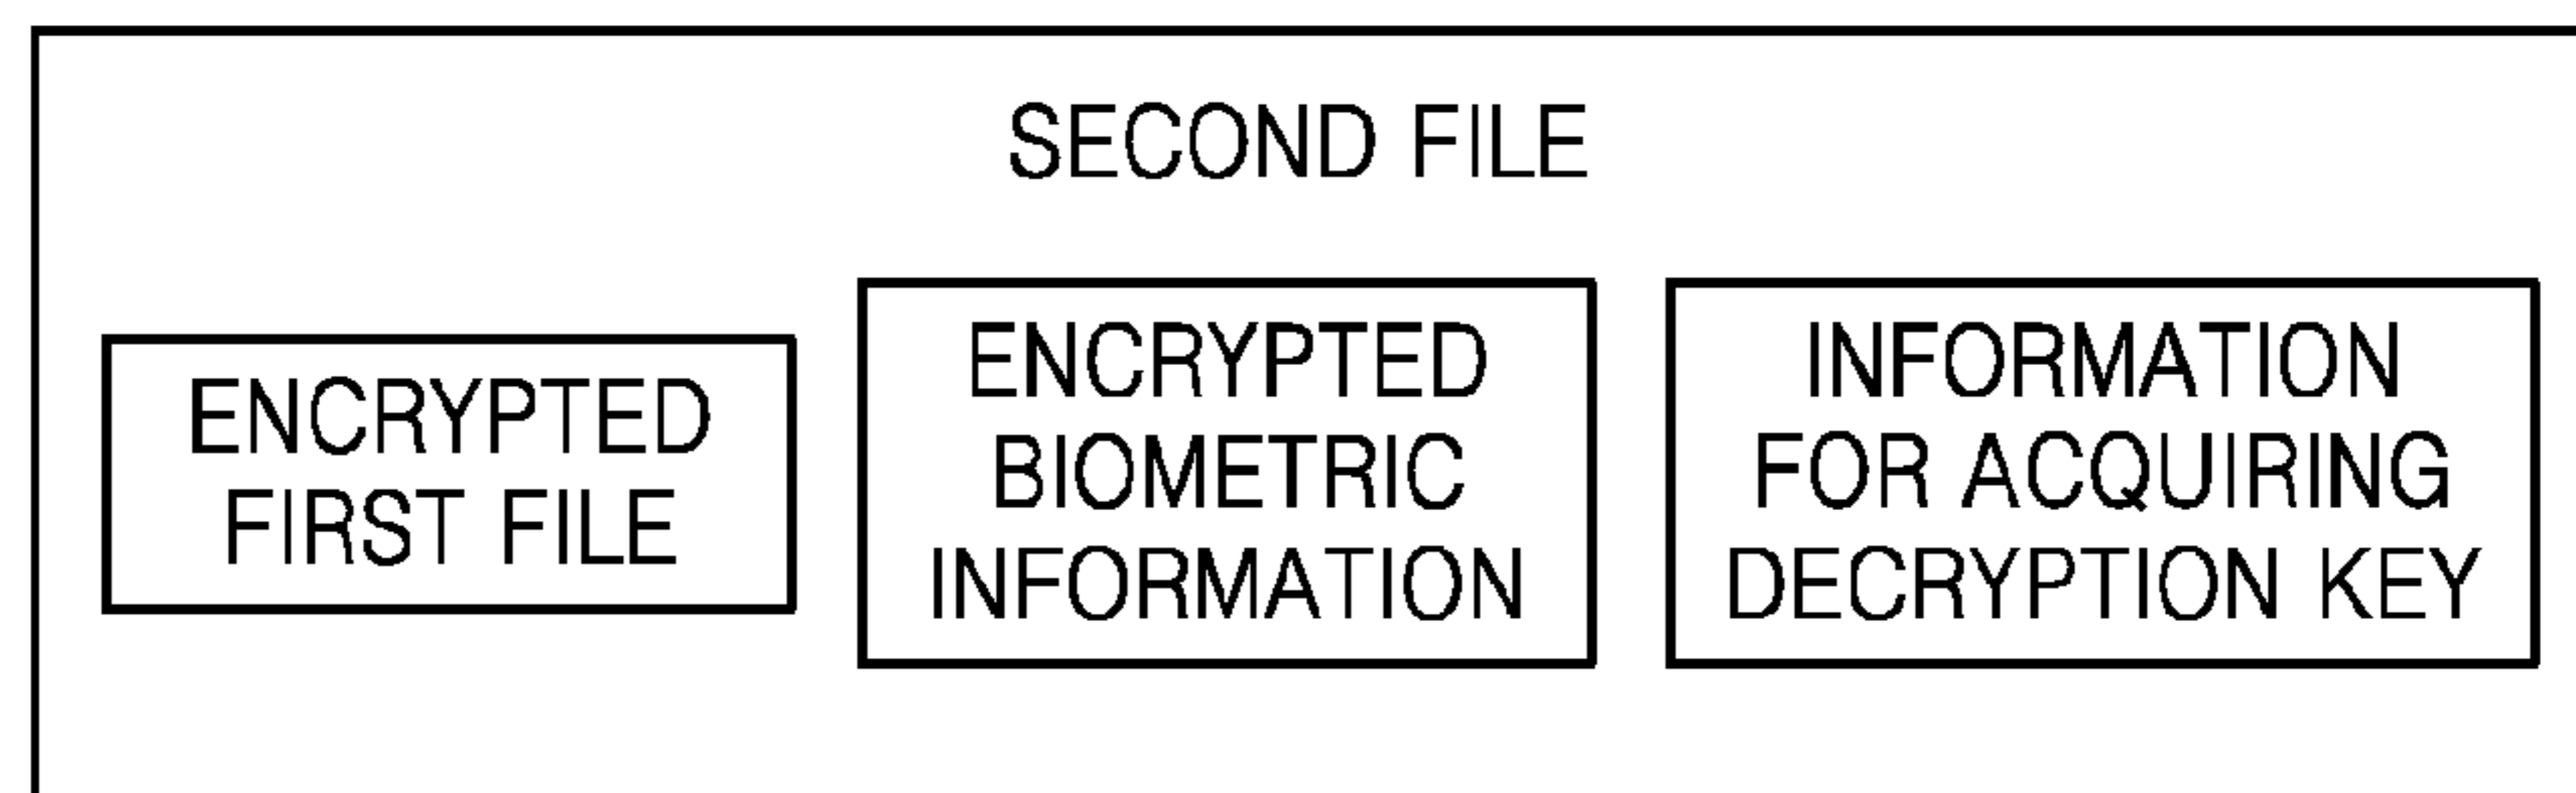 SECOND FILE
ENCRYPTED
FIRST FILE
ENCRYPTED
BIOMETRIC
INFORMATION
INFORMATION
FOR ACQUIRING
DECRYPTION KEY